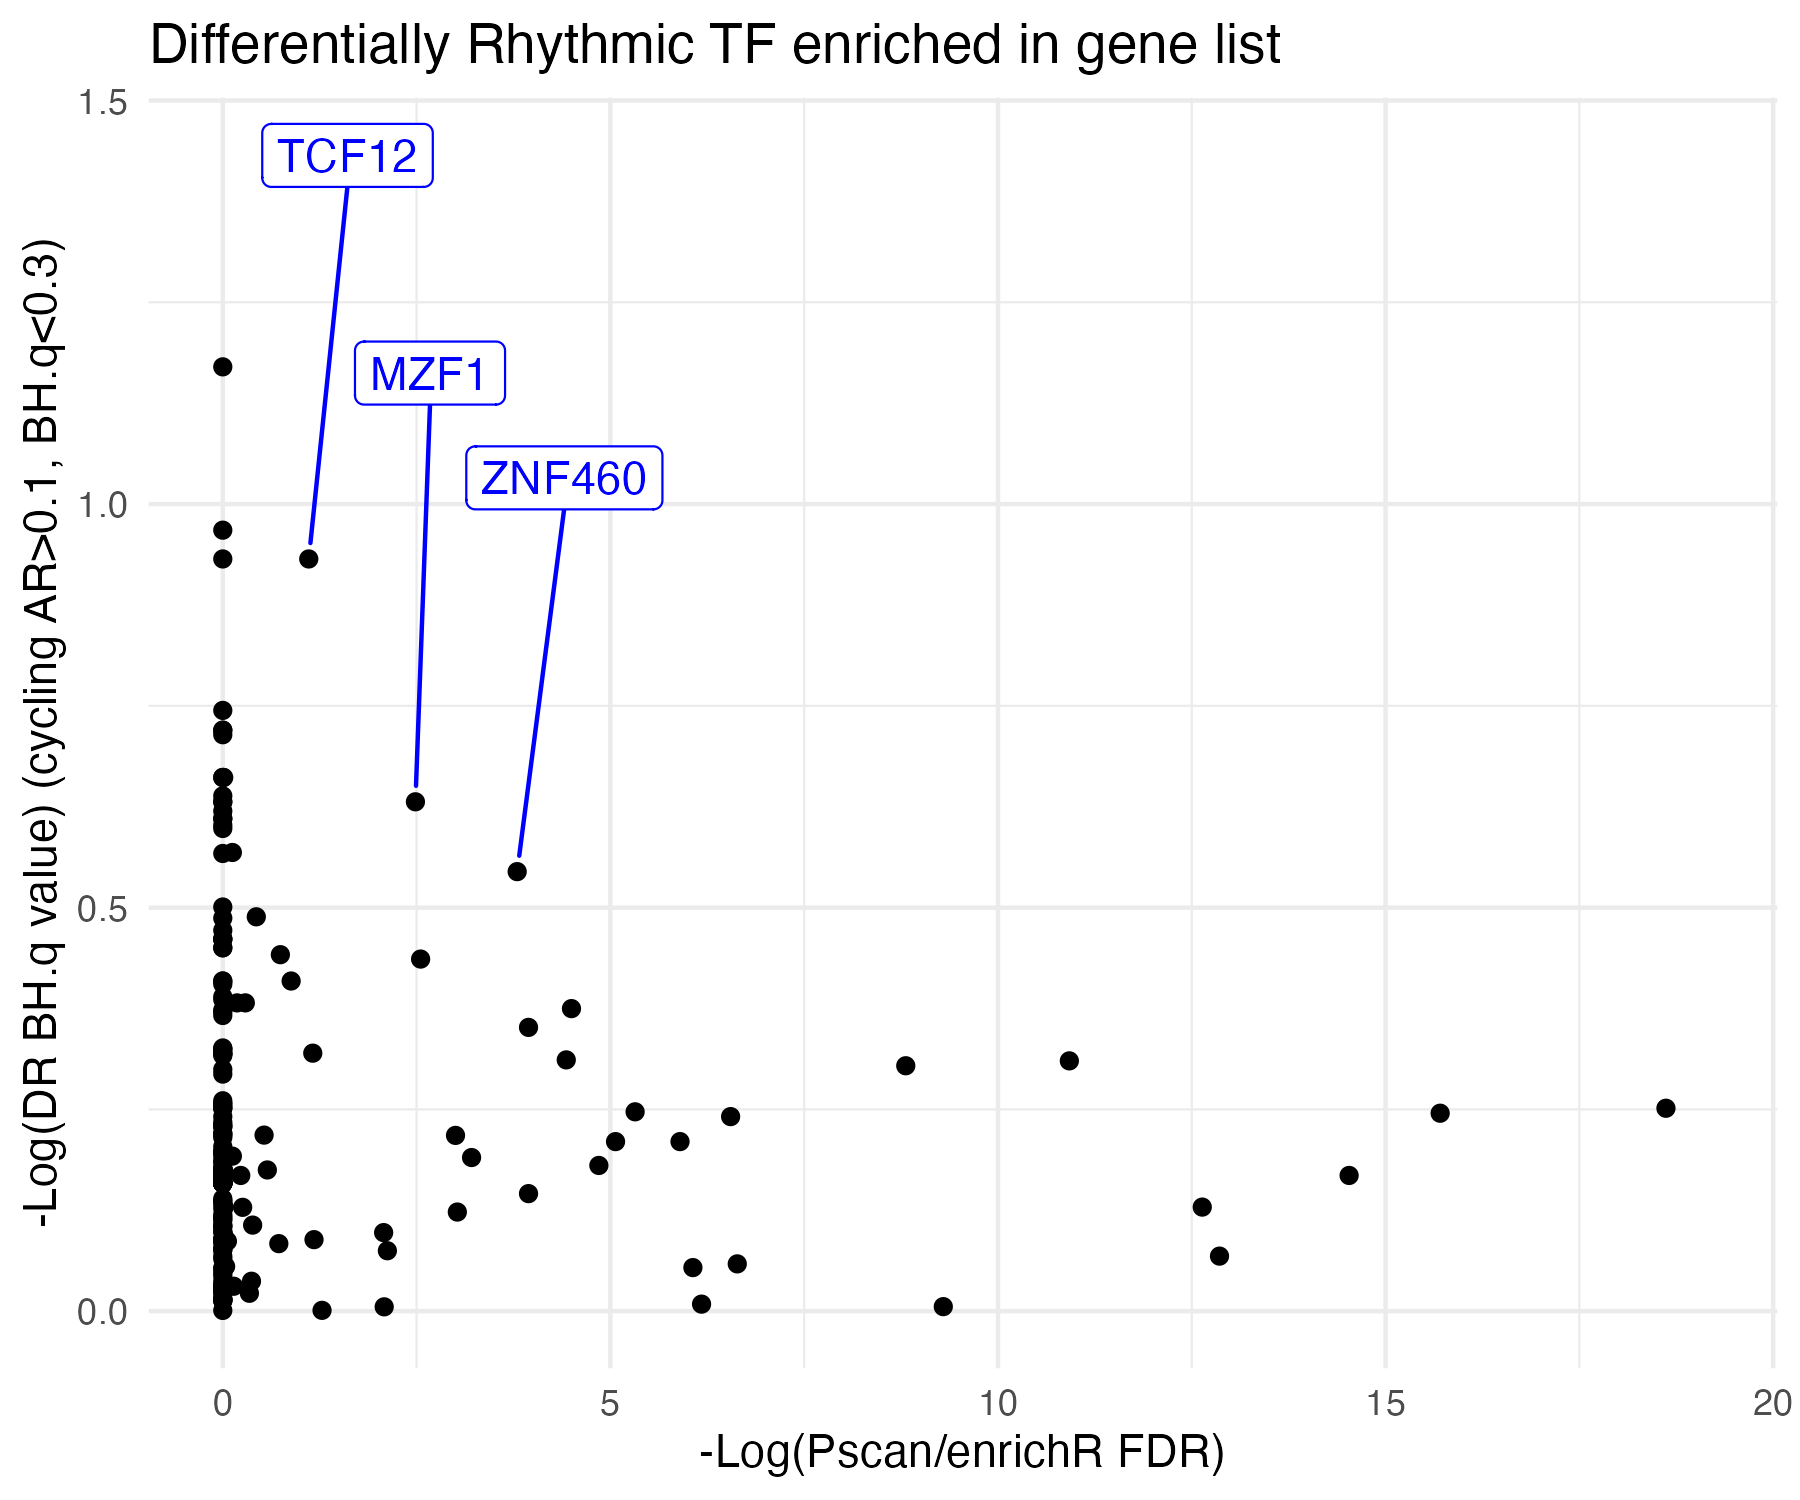 Differentially Rhythmic TF enriched in gene list
-Log(DR BH.q value) (cycling AR>0.1, BH.q<0.3)
1.5
1.0
0.5
0.0
TCF12
MZF1
ZNF460
0
5
10
15
20
-Log(Pscan/enrichR FDR)